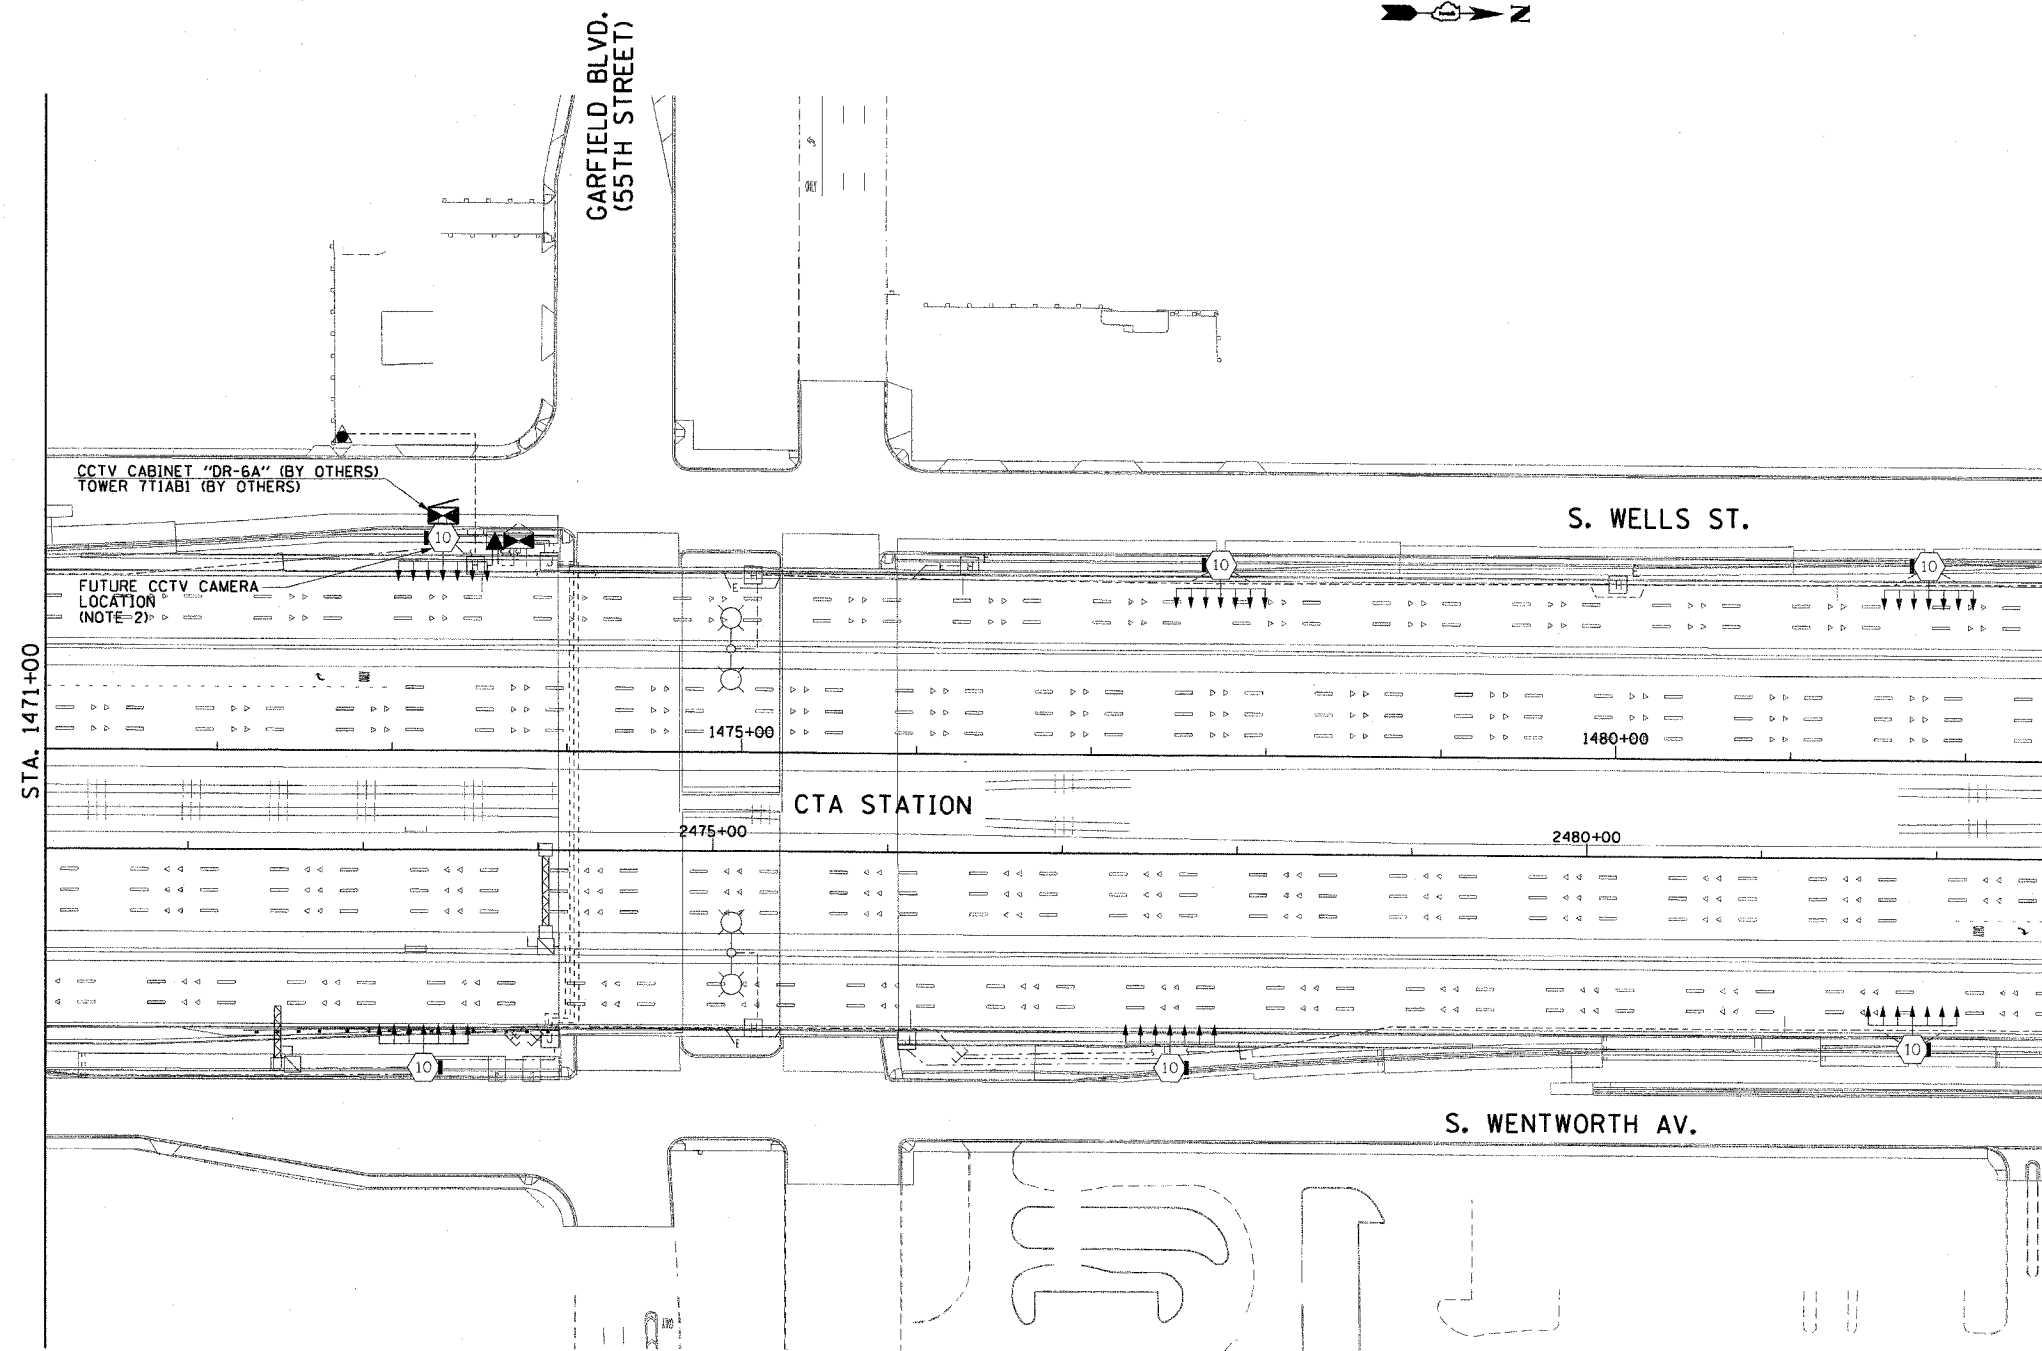 N
GARFIELD BLVD.
(55TH STREET)
ONLY
CCTV CABINET "DR-6A" (BY OTHERS)
TOWER 7T1AB1 (BY OTHERS)
S. WELLS ST.
10
10
10
FUTURE CCTV CAMERA
LOCATION
(NOTE 2)
E
STA. 1471+00
1475+00
1480+00
CTA STATION
2475+00
2480+00
E
10
10
10
S. WENTWORTH AV.